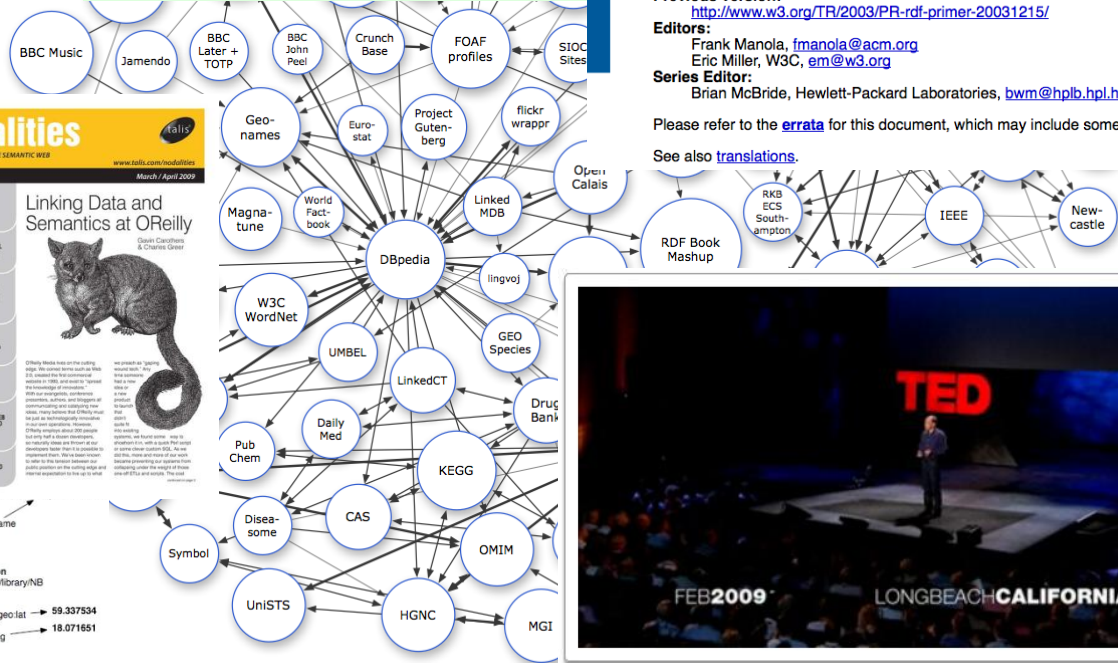 BBC Music
Jamendo
BBC
Later +
TOTP
BBC
John
Peel
Crunch
Base
FOAF
profiles
SIOC
Sites
http://www.w3.org/TR/2003/PR-rdf-primer-20031215/
Editors:
Frank Manola, fmanola@acm.org
Eric Miller, W3C, em@w3.org
Series Editor:
Brian McBride, Hewlett-Packard Laboratories, bwm@hplb.hpl.h
Please refer to the errata for this document, which may include some
See also translations.
alities
talis
SEMANTIC WEB
www.talis.com/nodalities
March / April 2009
Linking Data and
Semantics at OReilly
Gavin Carothers
& Charles Greer
Geo-
names
Euro-
stat
Project
Guten-
berg
flickr
wrappr
Open
Calais
Magna-
tune
World
Fact-
book
Linked
MDB
RKB
ECS
South-
ampton
IEEE
New-
castle
DBpedia
RDF Book
Mashup
lingvoj
W3C
WordNet
GEO
Species
UMBEL
LinkedCT
Drug
Bank
Daily
Med
Pub
Chem
KEGG
CAS
Disea-
some
OMIM
Symbol
UniSTS
HGNC
MGI
TED
FEB2009
LONGBEACHCALIFORNIA
ame
n
/library/NB
geo:lat
59.337534
g
18.071651